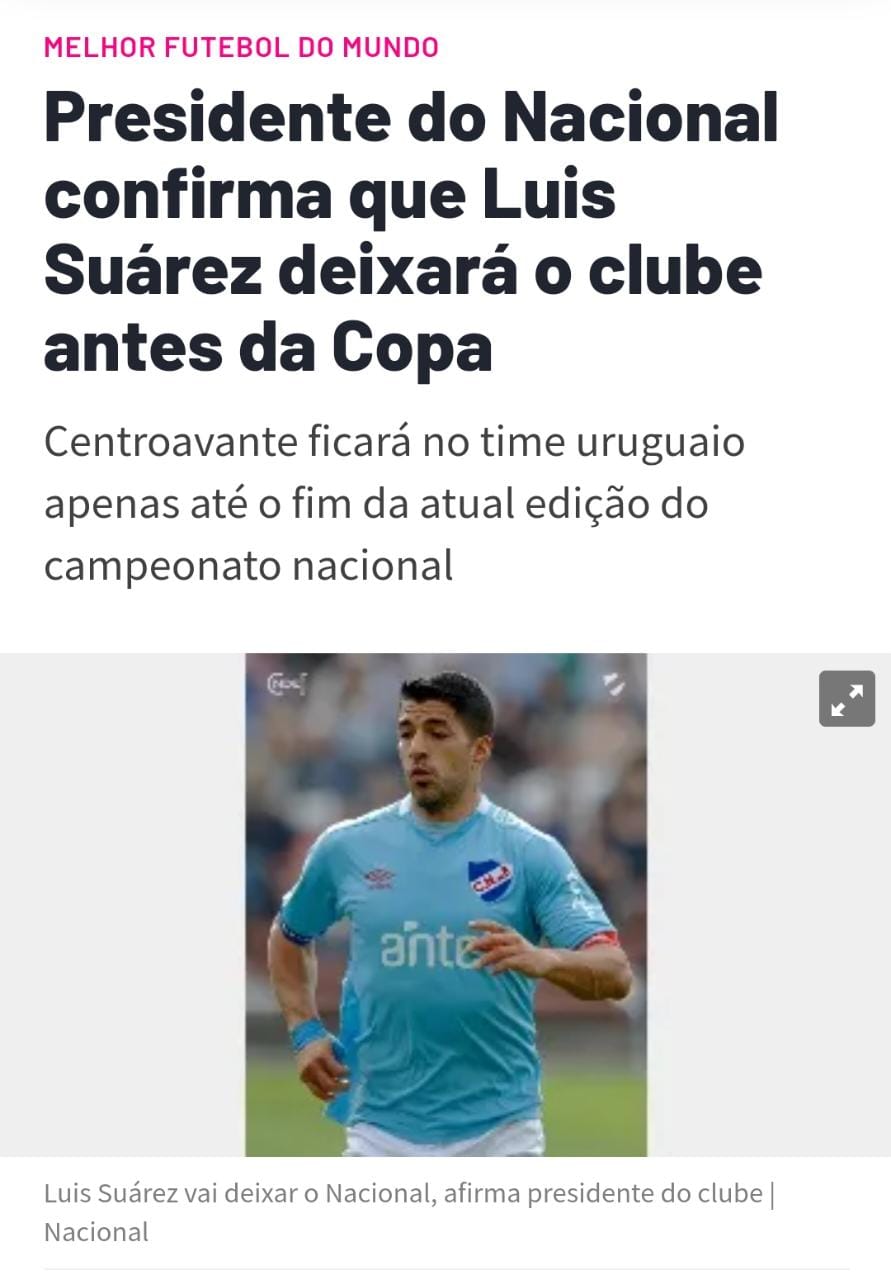 MELHOR FUTEBOL DO MUNDO
Presidente do Nacional
confirma que Luis
Suárez deixará o clube
antes da Copa
Centroavante ficará no time uruguaio
apenas até o fim da atual edição do
campeonato nacional
Luis Suárez vai deixar o Nacional, afirma presidente do clube |
Nacional